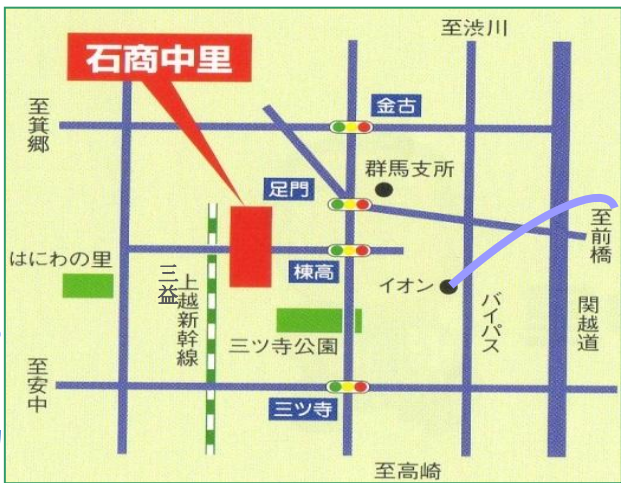 至渋川
石商中里
至箕郷
金古
群馬支所
足門
至前橋
はにわの里
三益
上越新幹線
棟高
イオン
バイパス
関越道
三ツ寺公園
至安中
三ツ寺
至高崎